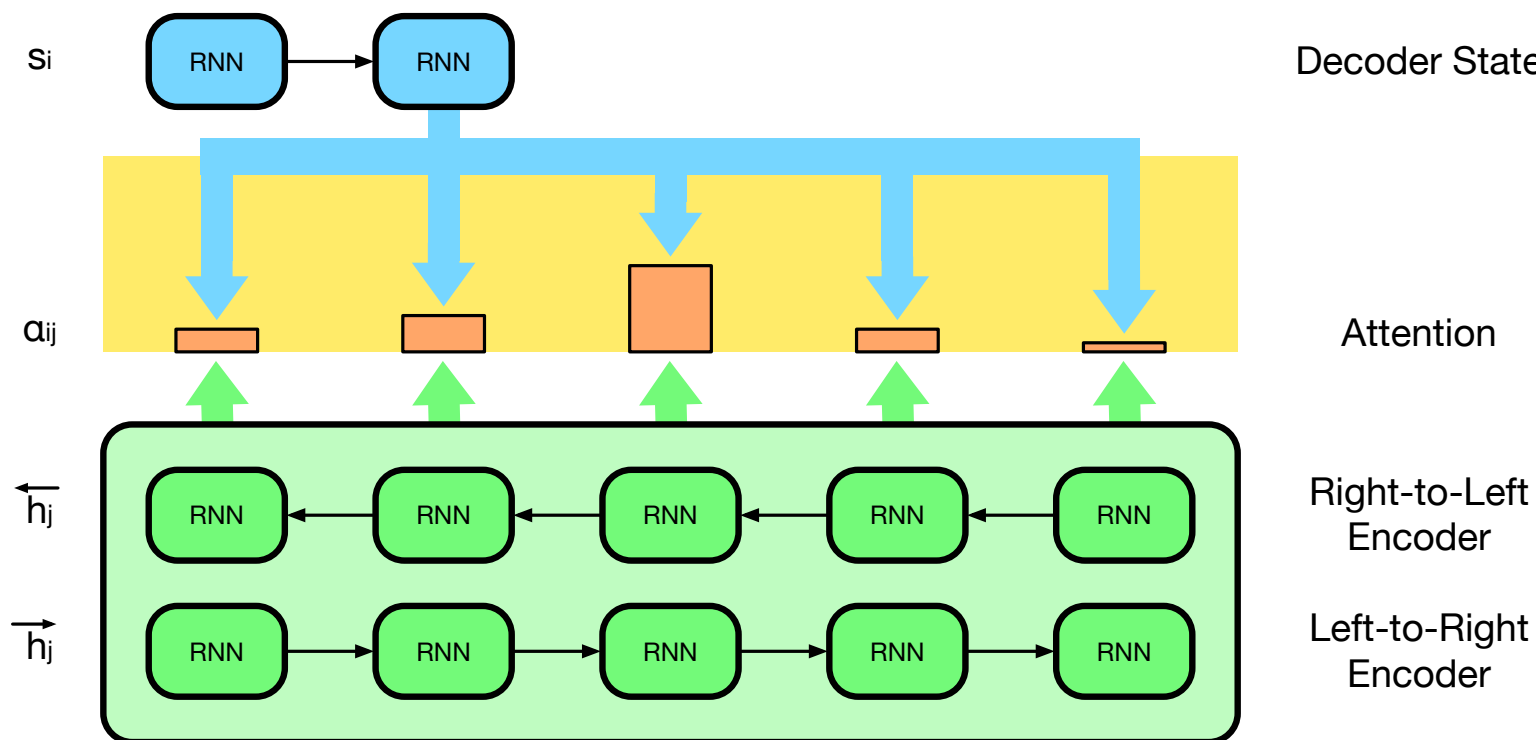 si RNN RNN Decoder State
αij Attention
hj RNN RNN RNN RNN RNN Right-to-Left
Encoder
hj RNN RNN RNN RNN RNN Left-to-Right
Encoder